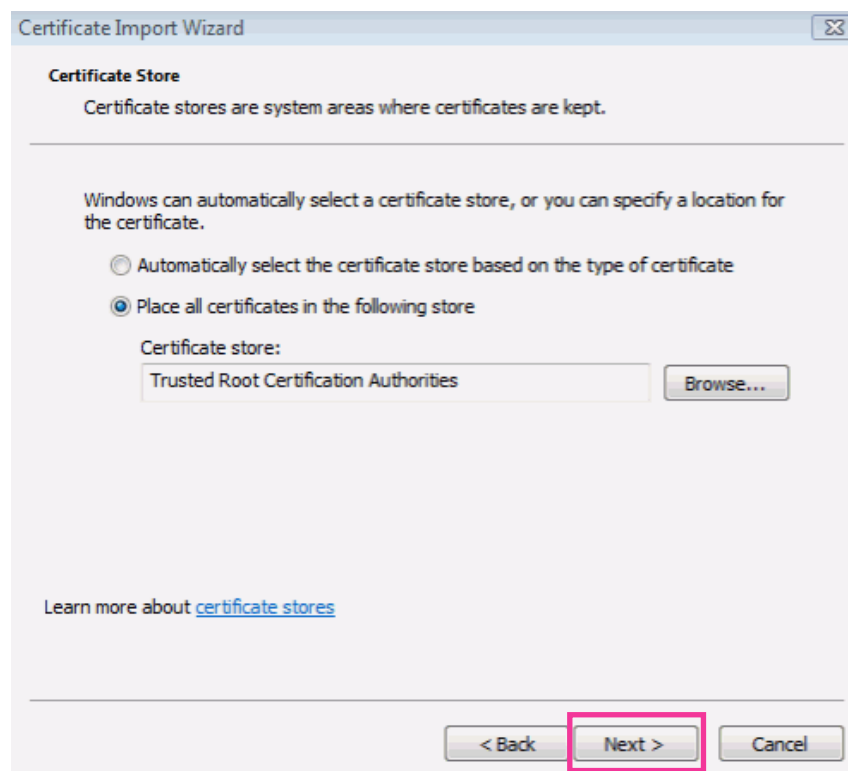 Certificate Import Wizard
Certificate Store
Certificate stores are system areas where certificates are kept.
Windows can automatically select a certificate store, or you can specify a location for
the certificate.
Automatically select the certificate store based on the type of certificate
Place all certificates in the following store
Certificate store:
Trusted Root Certification Authorities
Browse...
Learn more about certificate stores
< Back
Next >
Cancel